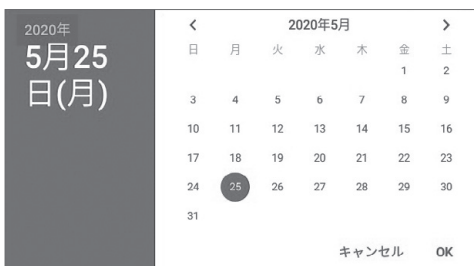 2020年
5月25
日(月)
2020年5月
日 月 火 水 木 金 土
1 2
3 4 5 6 7 8 9
10 11 12 13 14 15 16
17 18 19 20 21 22 23
24 25 26 27 28 29 30
31
キャンセル OK